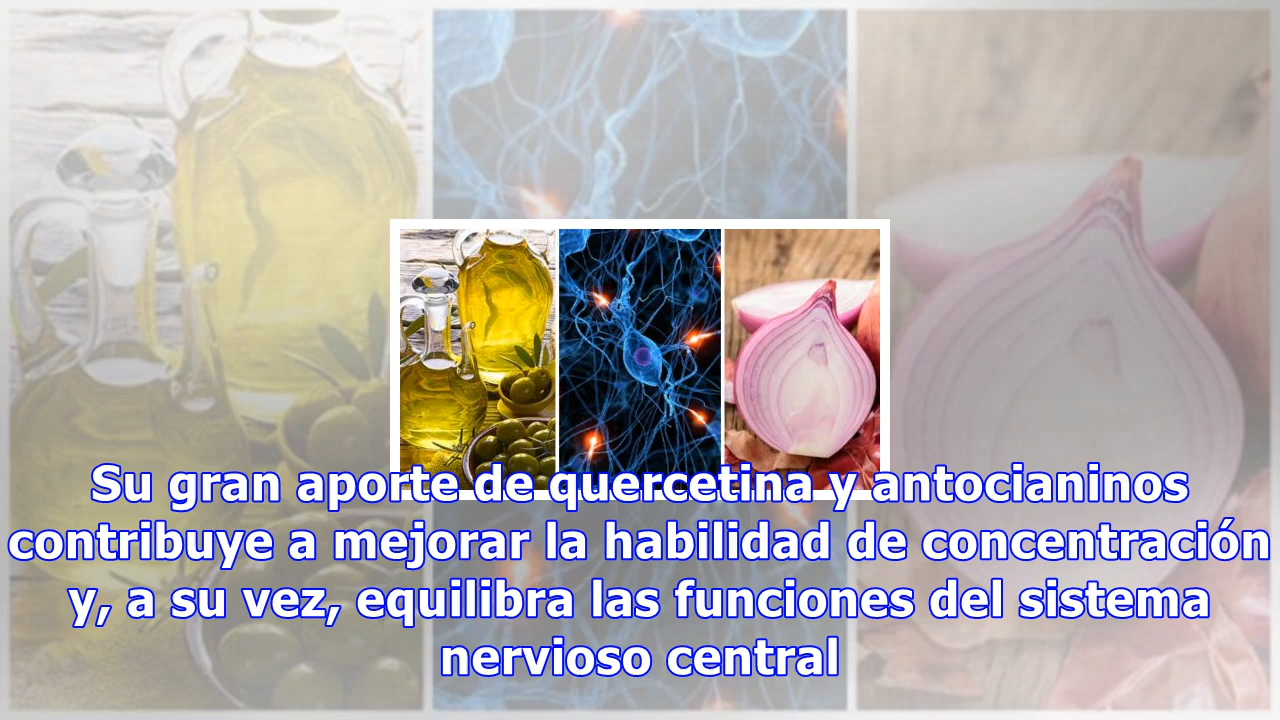 Su gran aporte de quercetina y antocianinos
contribuye a mejorar la habilidad de concentración
y, a su vez, equilibra las funciones del sistema
nervioso central